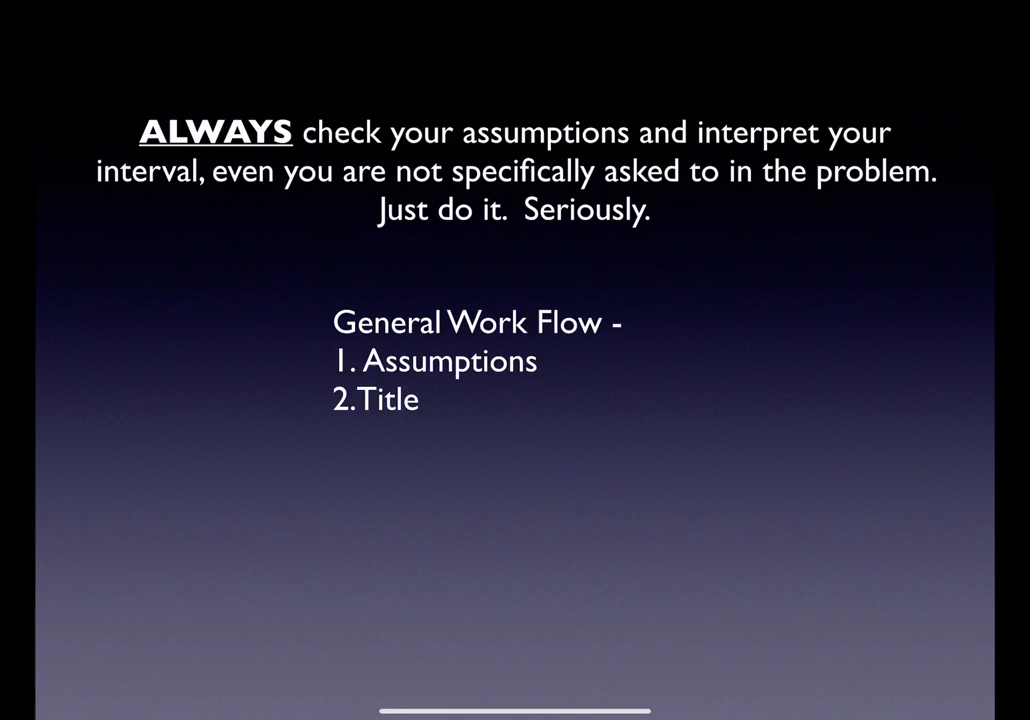 ALWAYS check your assumptions and interpret your
interval, even you are not specifically asked to in the problem.
Just do it. Seriously.
General Work Flow -
1. Assumptions
2. Title